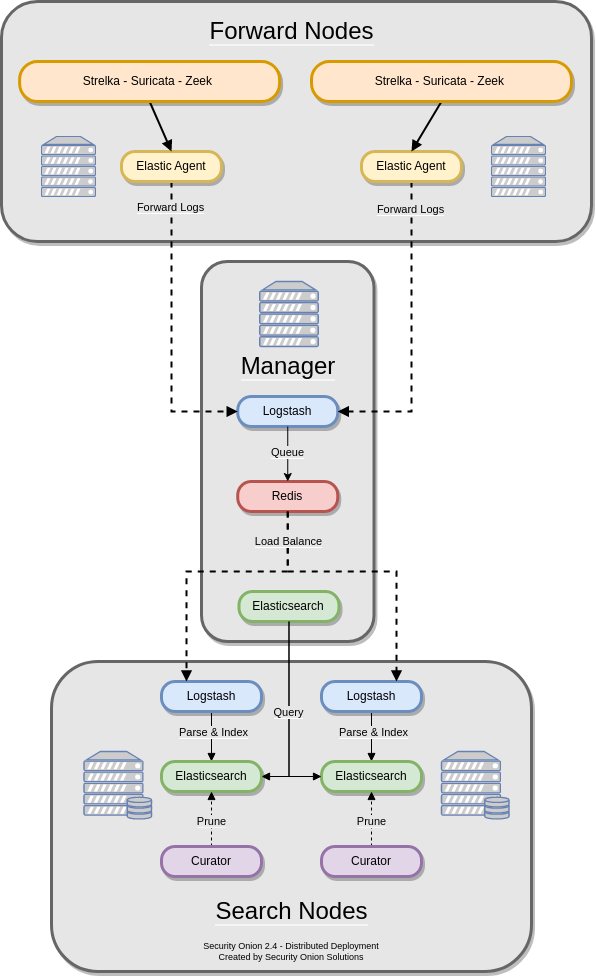 Forward Nodes
Strelka - Suricata - Zeek
Strelka - Suricata - Zeek
Elastic Agent
Elastic Agent
Forward Logs
Forward Logs
Manager
Logstash
Queue
Redis
Load Balance
Elasticsearch
Logstash
Logstash
Query
Parse & Index
Parse & Index
Elasticsearch
Elasticsearch
Prune
Prune
Curator
Curator
Search Nodes
Security Onion 2.4 - Distributed Deployment
Created by Security Onion Solutions